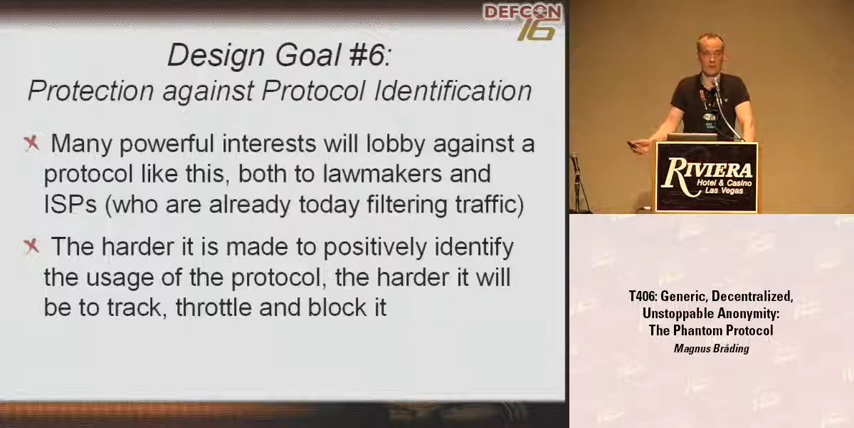 DEFCON
16
Design Goal #6:
Protection against Protocol Identification
Many powerful interests will lobby against a
protocol like this, both to lawmakers and
ISPs (who are already today filtering traffic)
The harder it is made to positively identify
the usage of the protocol, the harder it will
be to track, throttle and block it
RIVIERA
Hotel & Casino
Las Vegas
T406: Generic, Decentralized,
Unstoppable Anonymity:
The Phantom Protocol
Magnus Bråding